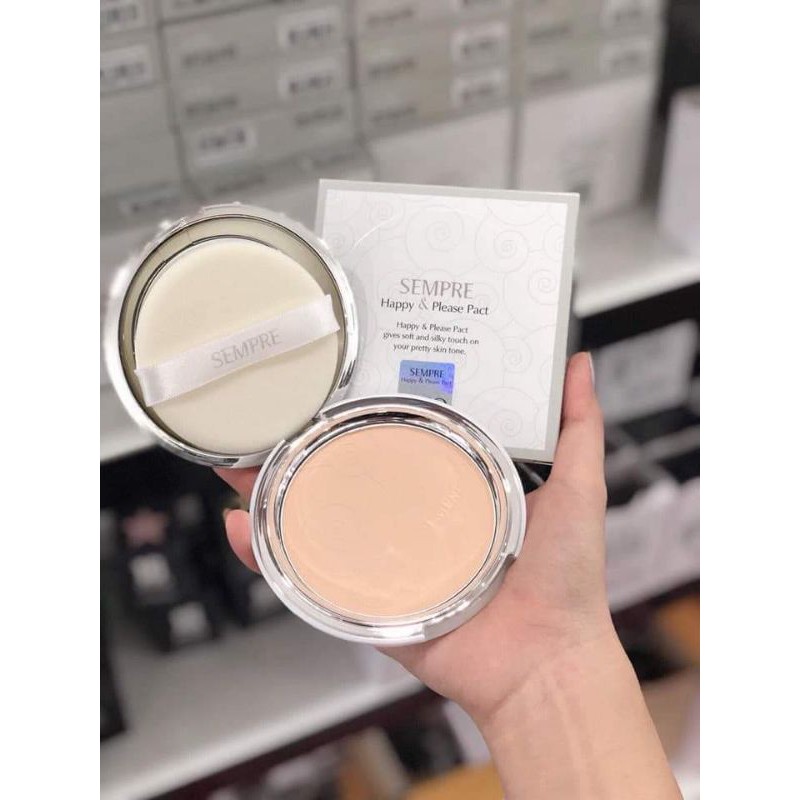 SEMPRE
Happy & Please Pact
Happy & Please Pact
gives soft and silky touch on
your pretty skin tone.
SEMPRE
Happy & Please Pact
SEMPRE